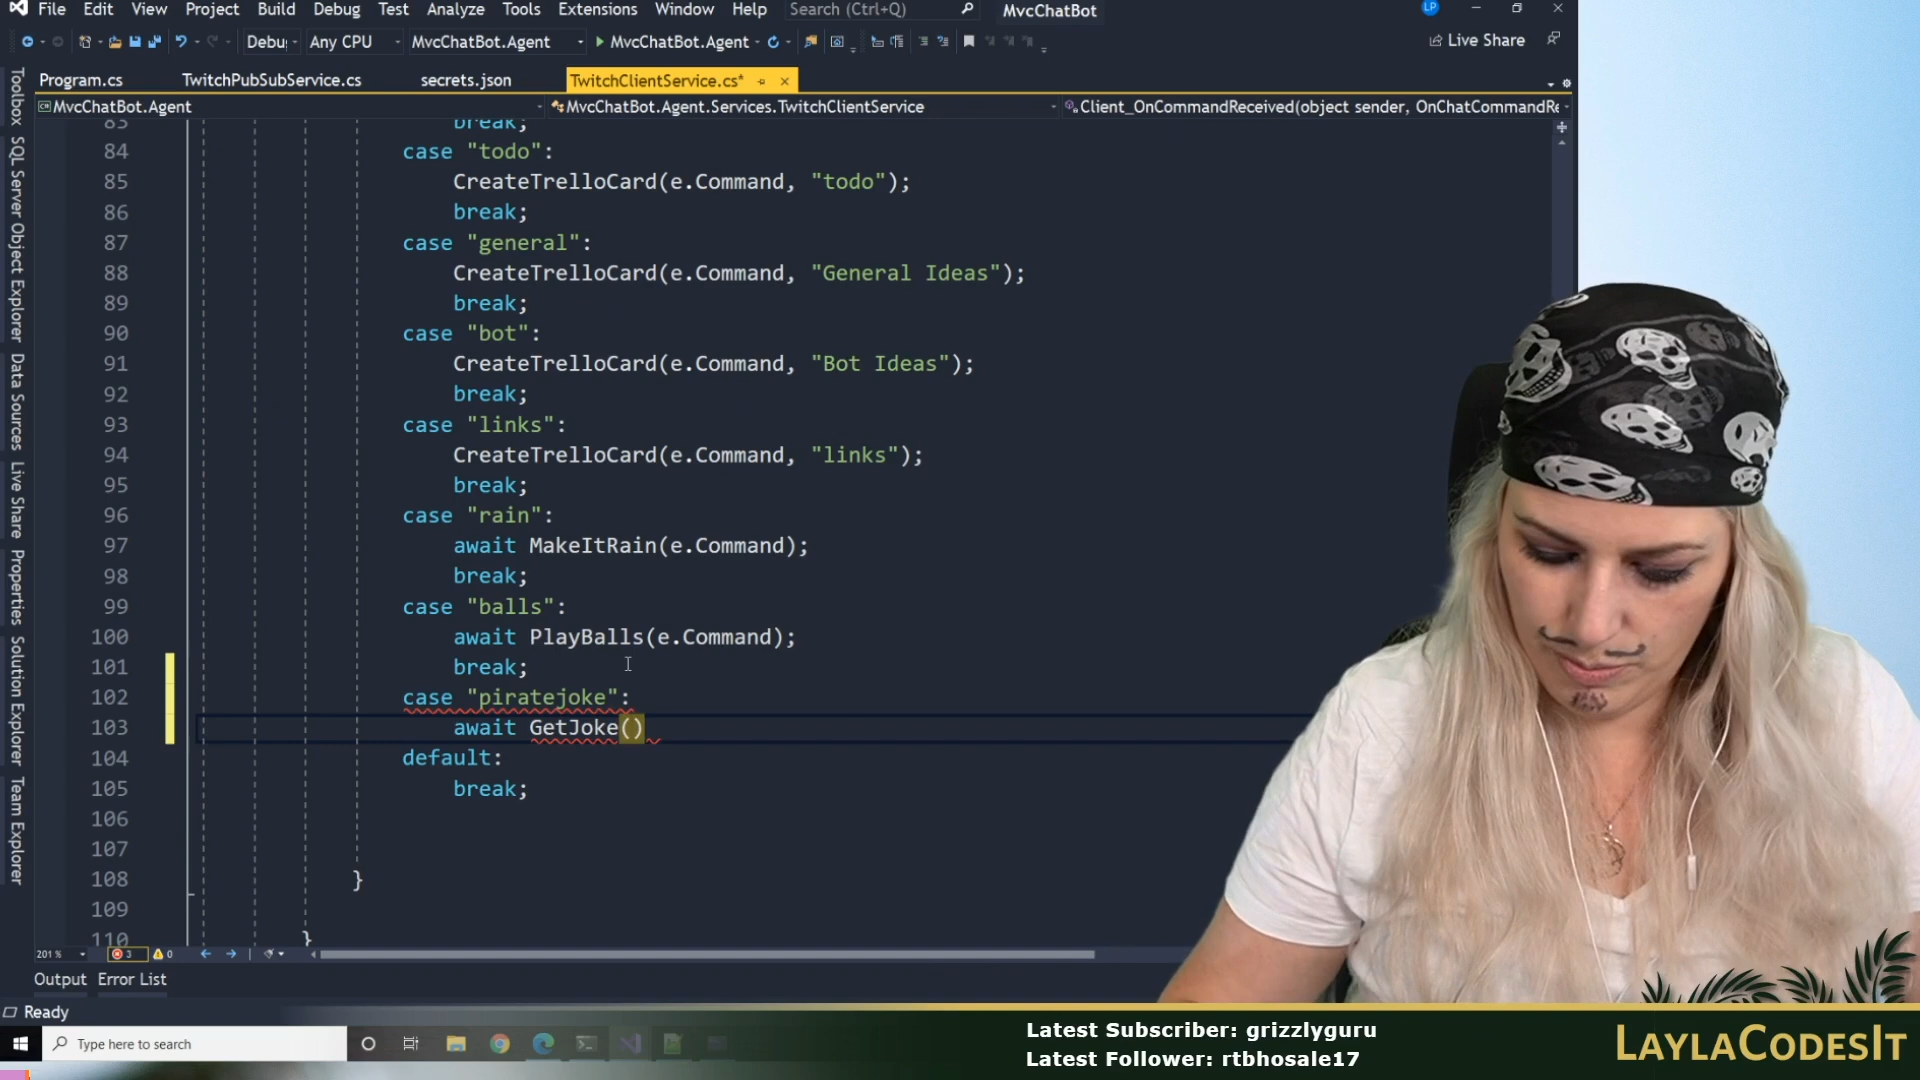 File Edit View Project Build Debug Test Analyze Tools Extensions Window Help Search (Ctrl+Q) MvcChatBot LP
Any CPU MvcChatBot.Agent MvcChatBot.Agent Live Share
Program.cs TwitchPubSubService.cs secrets.json TwitchClientService.cs*
MvcChatBot.Agent MvcChatBot.Agent.Services.TwitchClientService Client_OnCommandReceived(object sender, OnChatCommandRe
83 break;
84 case "todo":
85 CreateTrelloCard(e.Command, "todo");
86 break;
87 case "general":
88 CreateTrelloCard(e.Command, "General Ideas");
89 break;
90 case "bot":
91 CreateTrelloCard(e.Command, "Bot Ideas");
92 break;
93 case "links":
94 CreateTrelloCard(e.Command, "links");
95 break;
96 case "rain":
97 await MakeItRain(e.Command);
98 break;
99 case "balls":
100 await PlayBalls(e.Command);
101 break;
102 case "piratejoke":
103 await GetJoke()
104 default:
105 break;
106
107
108 }
109
110 }
Toolbox
SQL Server Object Explorer
Data Sources
Live Share
Properties
Solution Explorer
Team Explorer
201 % 3 0
Output Error List
Ready
Type here to search
Latest Subscriber: grizzlyguru
Latest Follower: rtbhosale17
LaylaCodesIt